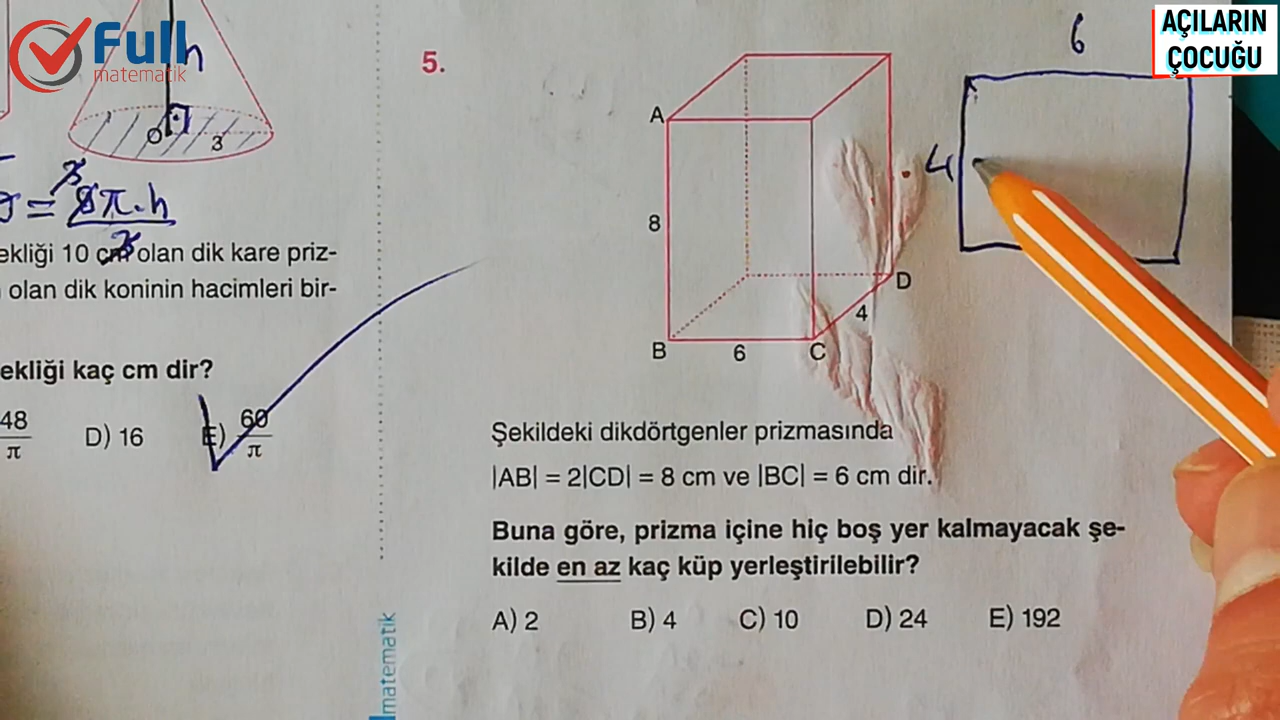 Full
matematik
AÇILARIN
ÇOCUĞU
h
O
3
= 8π.h
3
ekliği 10 cm olan dik kare priz-
olan dik koninin hacimleri bir-
ekliği kaç cm dir?
48
π
D) 16
E) 60
π
5.
A
8
B
6
C
4
D
6
4
Şekildeki dikdörtgenler prizmasında
|AB| = 2|CD| = 8 cm ve |BC| = 6 cm dir.
Buna göre, prizma içine hiç boş yer kalmayacak şe-
kilde en az kaç küp yerleştirilebilir?
A) 2 B) 4 C) 10 D) 24 E) 192
matematik